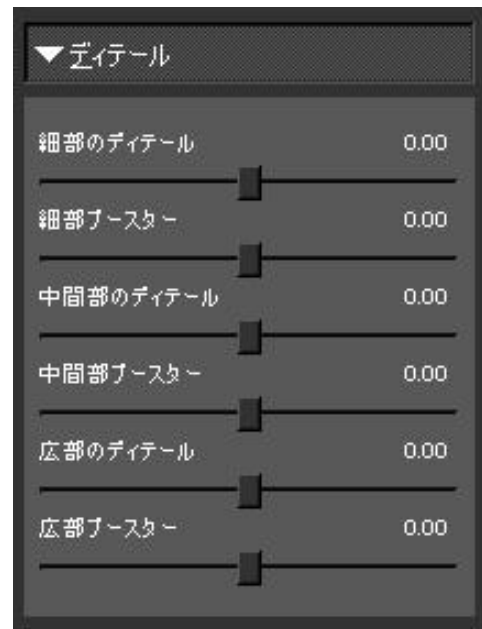 ▼ディテール
細部のディテール 0.00
細部ブースター 0.00
中間部のディテール 0.00
中間部ブースター 0.00
広部のディテール 0.00
広部ブースター 0.00